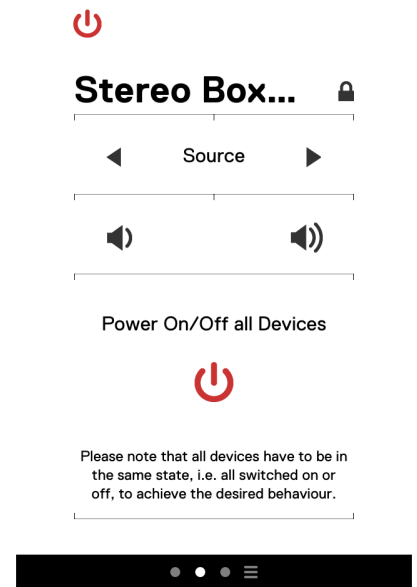 Stereo Box...
Source
Power On/Off all Devices
Please note that all devices have to be in
the same state, i.e. all switched on or
off, to achieve the desired behaviour.